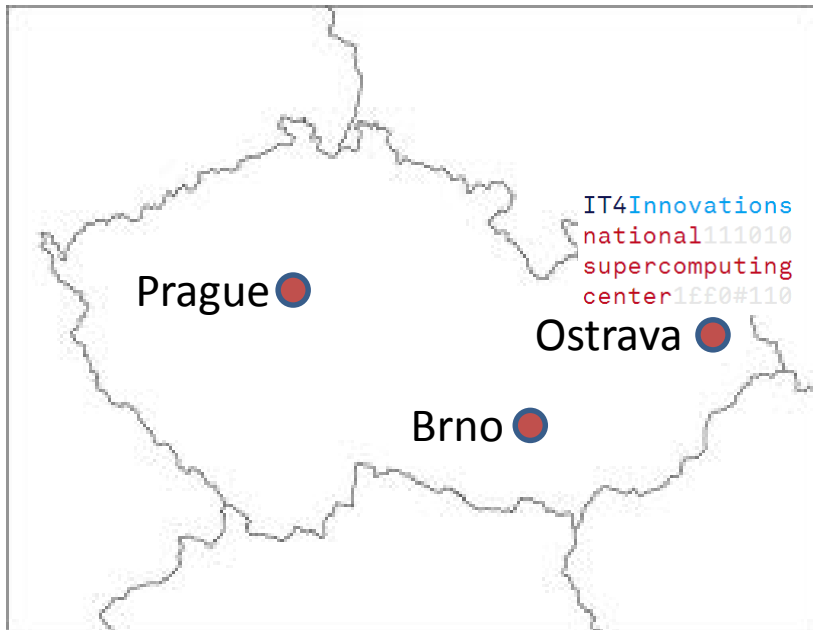 IT4Innovations
national111010
supercomputing
center1££0#110
Prague
Ostrava
Brno